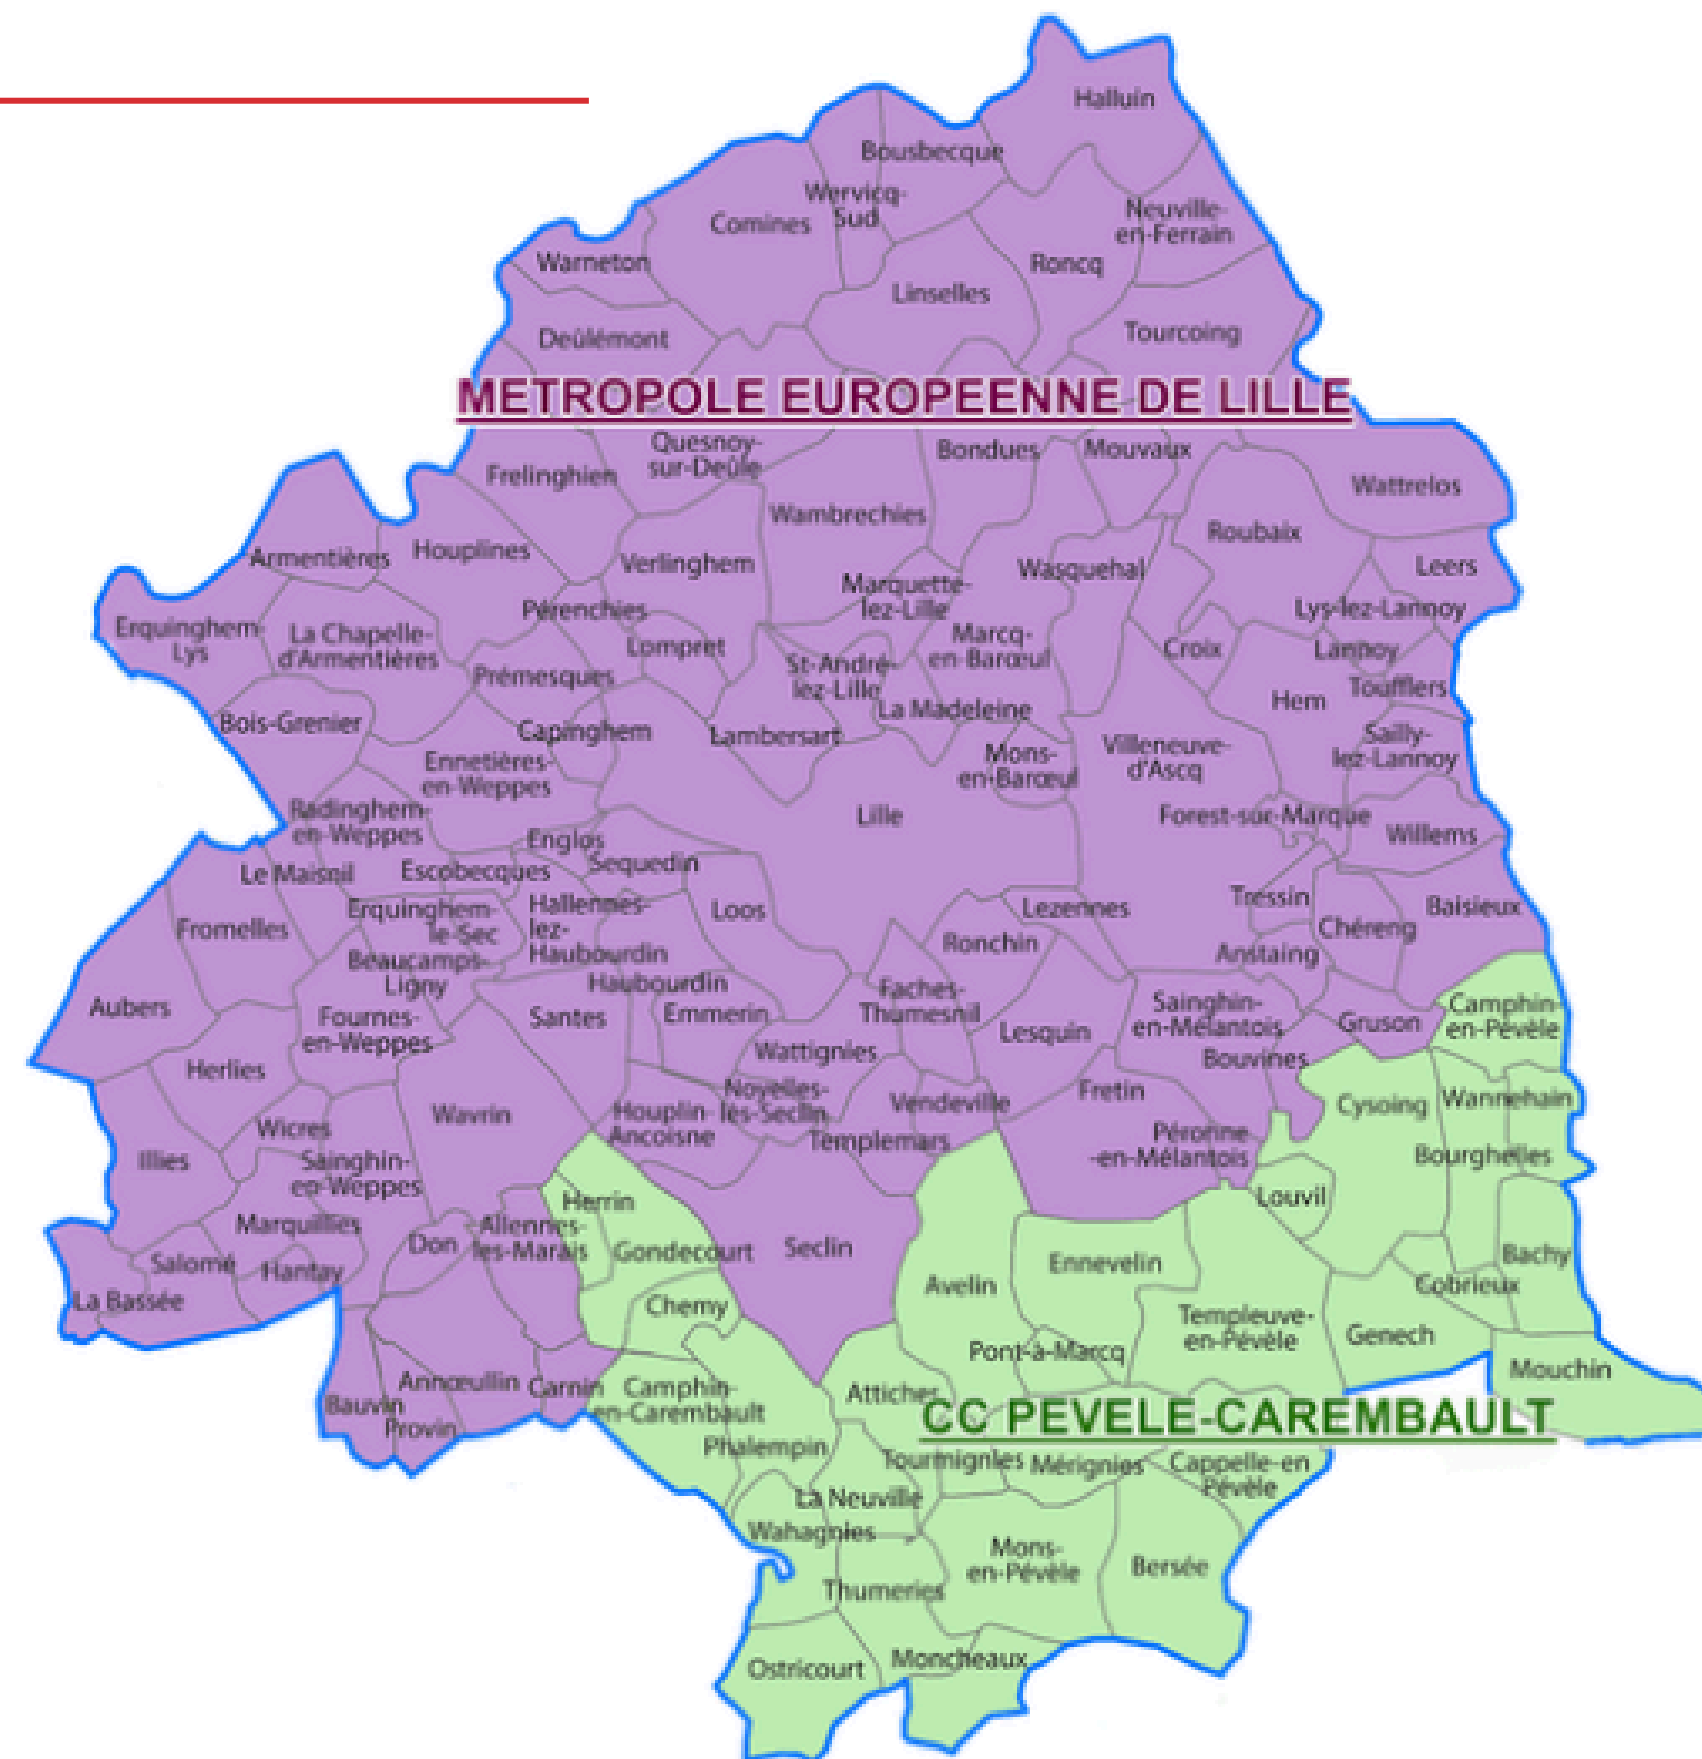 Halluin
Bousbecque
Wervicq-
Sud
Comines
Neuville-
en-Ferrain
Warneton
Roncq
Linselles
Deûlémont
Tourcoing
METROPOLE EUROPEENNE DE LILLE
Quesnoy-
sur-Deûle
Bondues
Mouvaux
Frelinghien
Wattrelos
Wambrechies
Roubaix
Armentières
Houplines
Verlinghem
Wasquehal
Leers
Marquette-
lez-Lille
Pérenchies
Lys-lez-Lannoy
Erquinghem-
Lys
La Chapelle-
d'Armentières
Lompret
Marcq-
en-Barœul
Croix
Lannoy
Prémesques
St-André-
lez-Lille
Toufflers
Hem
Bois-Grenier
La Madeleine
Capinghem
Lambersart
Sailly-
lez-Lannoy
Ennetières-
en-Weppes
Mons-
en-Barœul
Villeneuve-
d'Ascq
Radinghem-
en-Weppes
Lille
Forest-sur-Marque
Willems
Englos
Le Maisnil
Escobecques
Sequedin
Tressin
Erquinghem-
le-Sec
Hallennes-
lez-
Haubourdin
Loos
Lezennes
Baisieux
Fromelles
Chéreng
Ronchin
Anstaing
Beaucamps-
Ligny
Haubourdin
Aubers
Fournes-
en-Weppes
Santes
Emmerin
Faches-
Thumesnil
Lesquin
Sainghin-
en-Mélantois
Gruson
Camphin-
en-Pévèle
Wattignies
Bouvines
Herlies
Wavrin
Houplin-
Ancoisne
Noyelles-
lès-Seclin
Vendeville
Fretin
Cysoing
Wannehain
Wicres
Templemars
Péronne
-en-Mélantois
Bourghelles
Illies
Sainghin-
en-Weppes
Herrin
Louvil
Marquillies
Don
Allennes-
les-Marais
Gondecourt
Seclin
Ennevelin
Bachy
Salomé
Hantay
Avelin
Cobrieux
La Bassée
Chemy
Templeuve-
en-Pévèle
Genech
Pont-à-Marcq
Mouchin
Annœullin
Carnin
Camphin-
en-Carembault
Attiches
Bauvin
Provin
CC PEVELE-CAREMBAULT
Phalempin
Tourmignies
Mérignies
Cappelle-en
Pévèle
La Neuville
Wahagnies
Mons-
en-Pévèle
Bersée
Thumeries
Ostricourt
Moncheaux